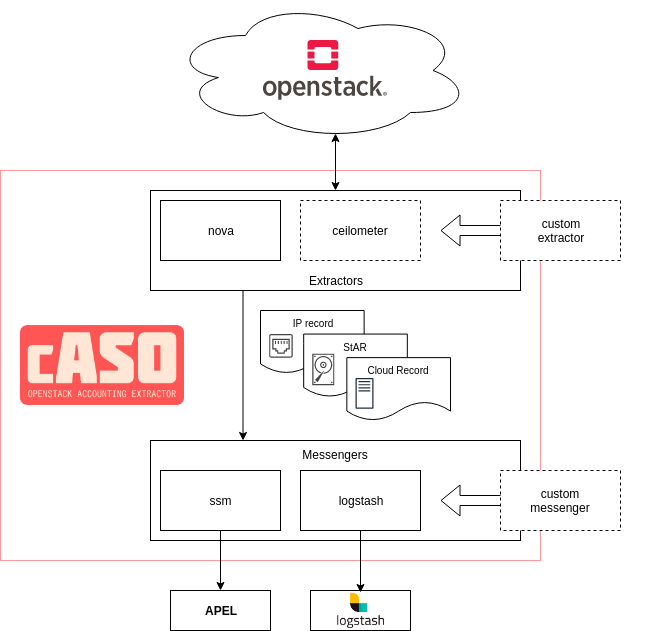 openstack.
nova
ceilometer
custom
extractor
Extractors
IP record
StAR
Cloud Record
cASO
OPENSTACK ACCOUNTING EXTRACTOR
Messengers
ssm
logstash
custom
messenger
APEL
logstash